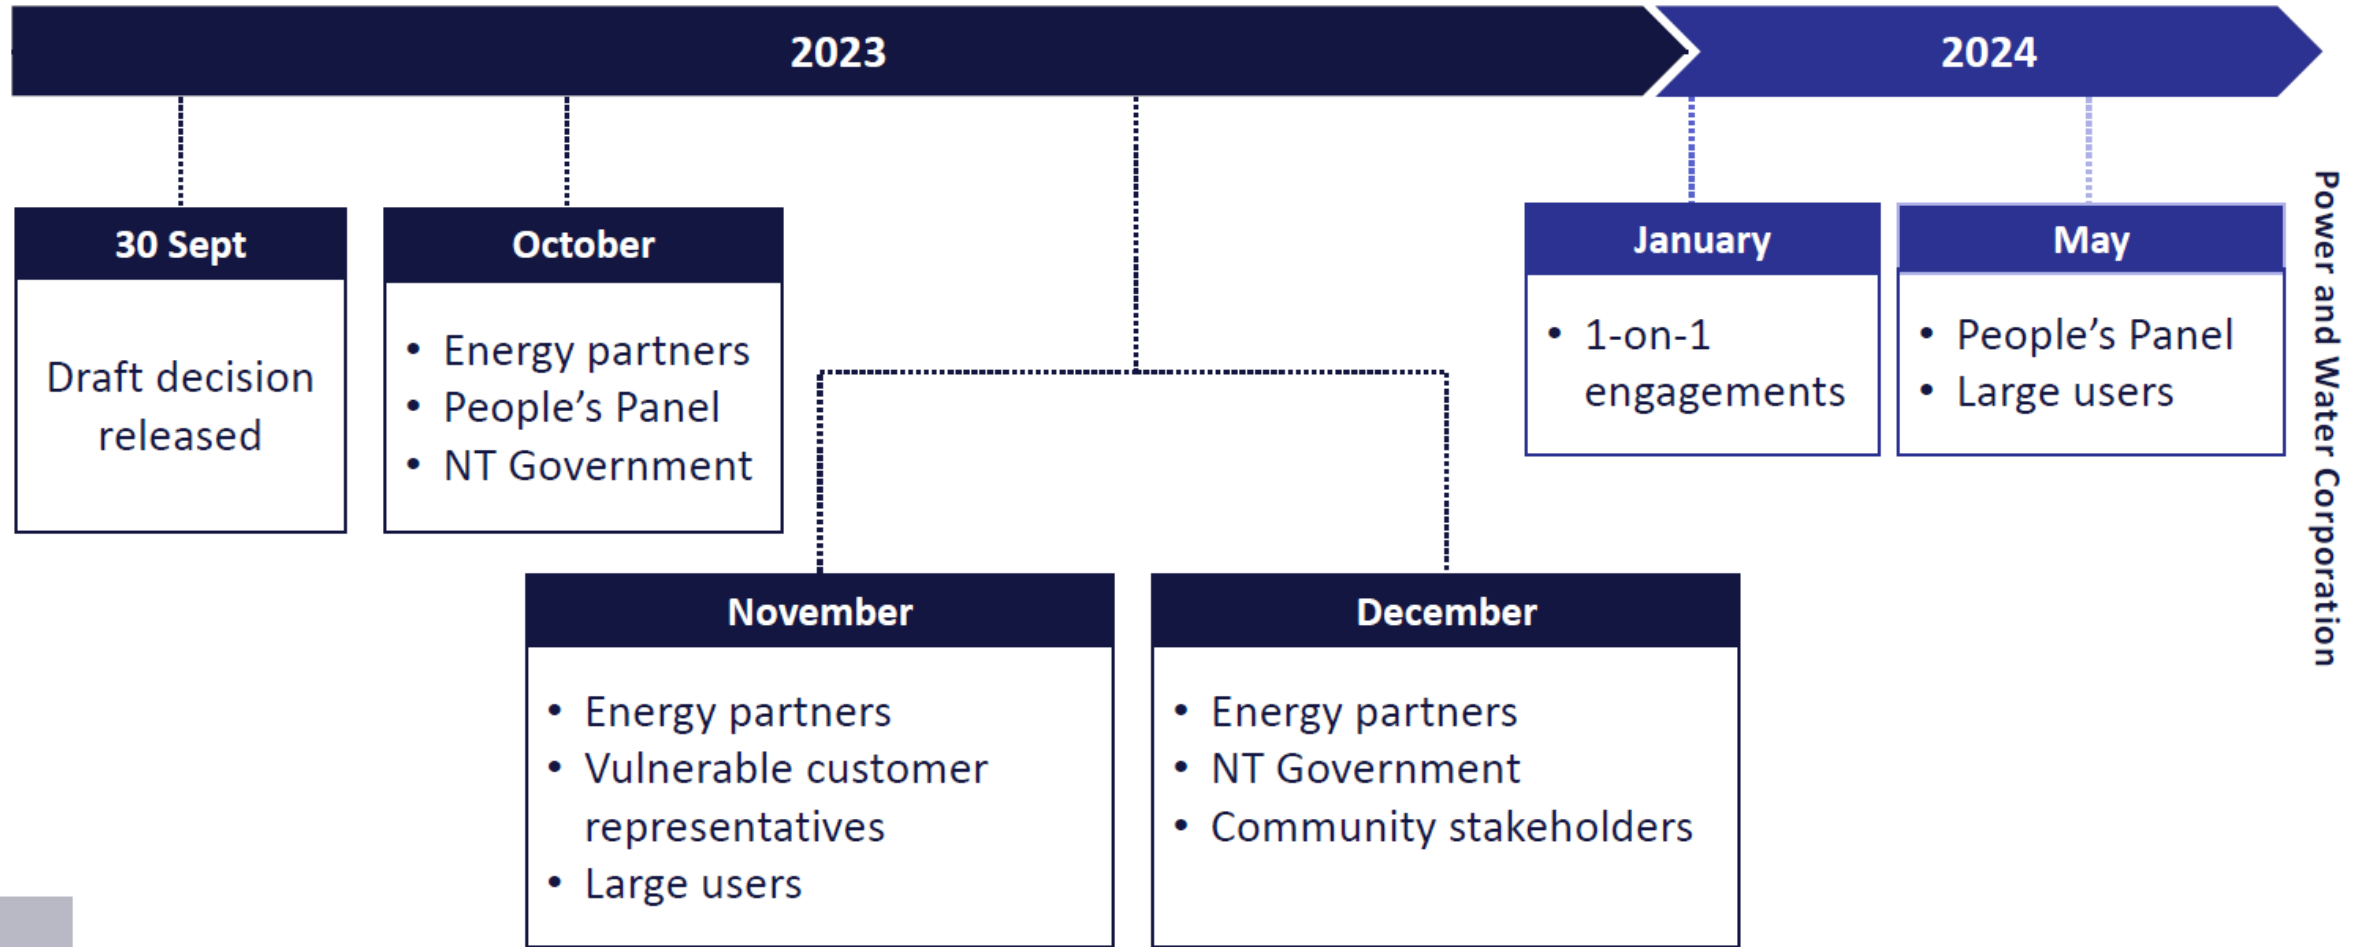 2023
2024
30 Sept
Draft decision
released
October
• Energy partners
• People’s Panel
• NT Government
November
• Energy partners
• Vulnerable customer
representatives
• Large users
December
• Energy partners
• NT Government
• Community stakeholders
January
• 1-on-1
engagements
May
• People’s Panel
• Large users
Power and Water Corporation